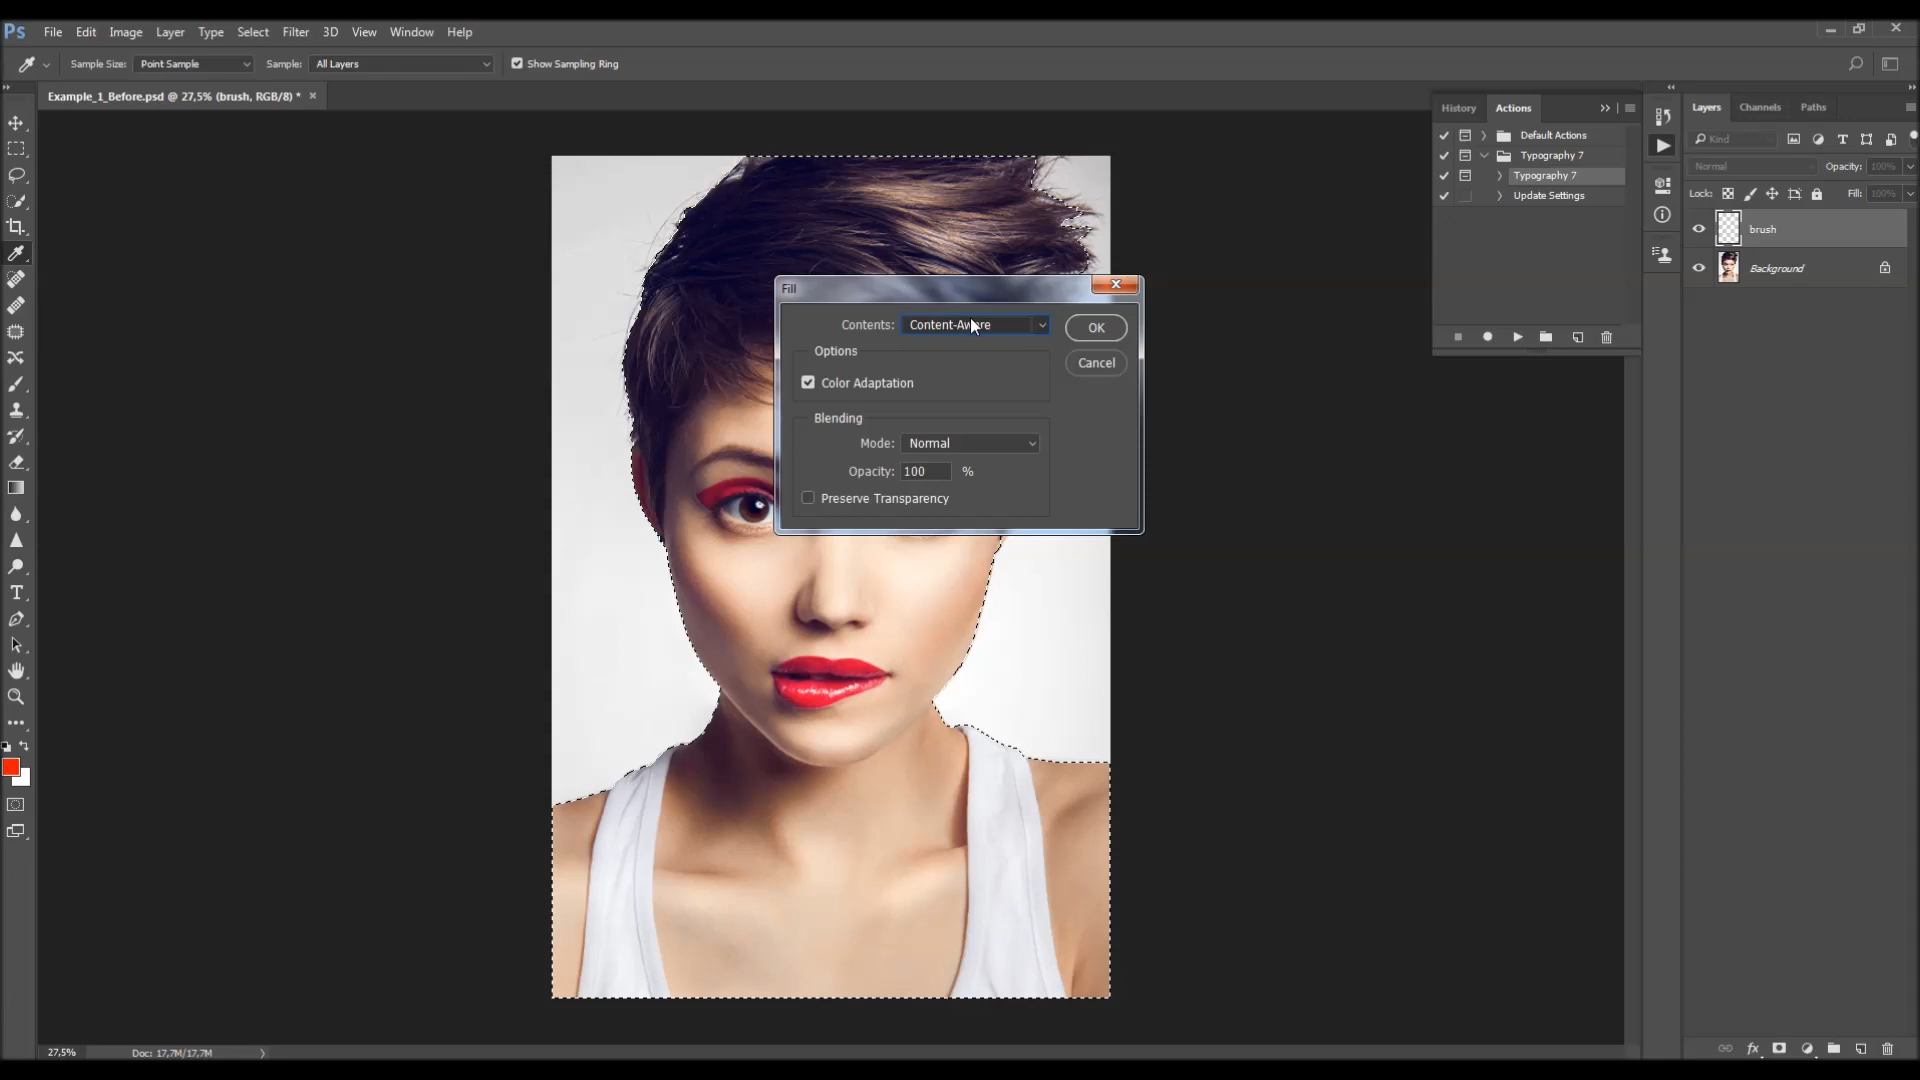 Ps File Edit Image Layer Type Select Filter 3D View Window Help
Sample Size: Point Sample Sample: All Layers Show Sampling Ring
Example_1_Before.psd @ 27,5% (brush, RGB/8) * ×
History Actions
Default Actions
Typography 7
Typography 7
Update Settings
Layers Channels Paths
Kind
Normal Opacity: 100%
Lock: Fill: 100%
brush
Background
Fill
Contents: Content-Aware OK
Options
Cancel
Color Adaptation
Blending
Mode: Normal
Opacity: 100 %
Preserve Transparency
27,5% Doc: 17,7M/17,7M